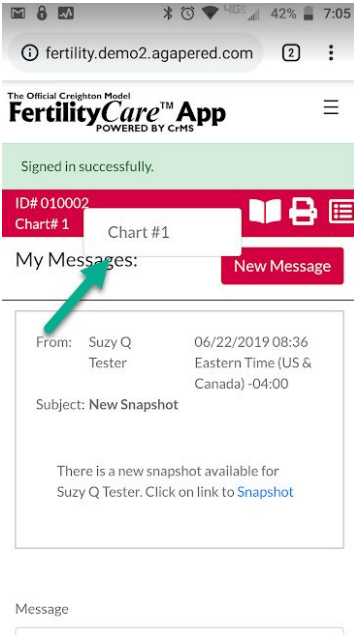 4GE 42% 7:05
fertility.demo2.agapered.com 2
The Official Creighton Model
FertilityCare™ App
POWERED BY CrMS
Signed in successfully.
ID# 010002
Chart# 1
Chart #1
My Messages:
New Message
From: Suzy Q Tester
06/22/2019 08:36
Eastern Time (US &
Canada) -04:00
Subject: New Snapshot
There is a new snapshot available for
Suzy Q Tester. Click on link to Snapshot
Message